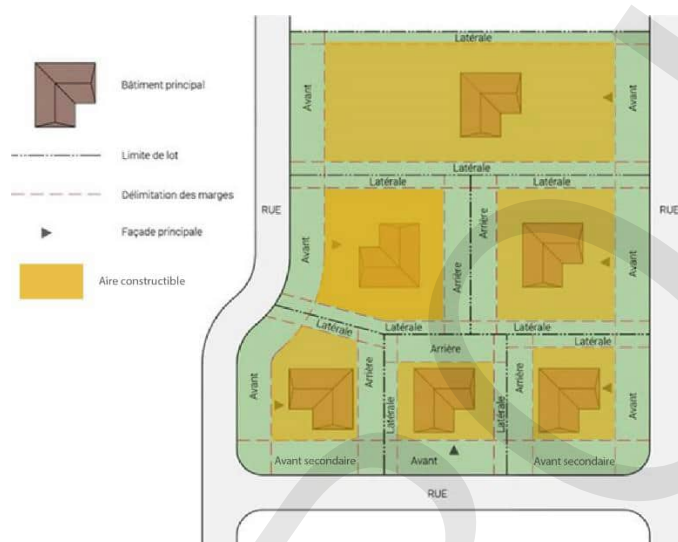 Latérale
Bâtiment principal
Avant
Avant
Limite de lot
Latérale
Délimitation des marges
Latérale
Latérale
RUE
RUE
Façade principale
Avant
Arrière
Arrière
Avant
Aire constructible
Latérale
Latérale
Latérale
Latérale
Arrière
Avant
Arrière
Latérale
Latérale
Arrière
Avant
Avant secondaire
Avant
Avant secondaire
RUE